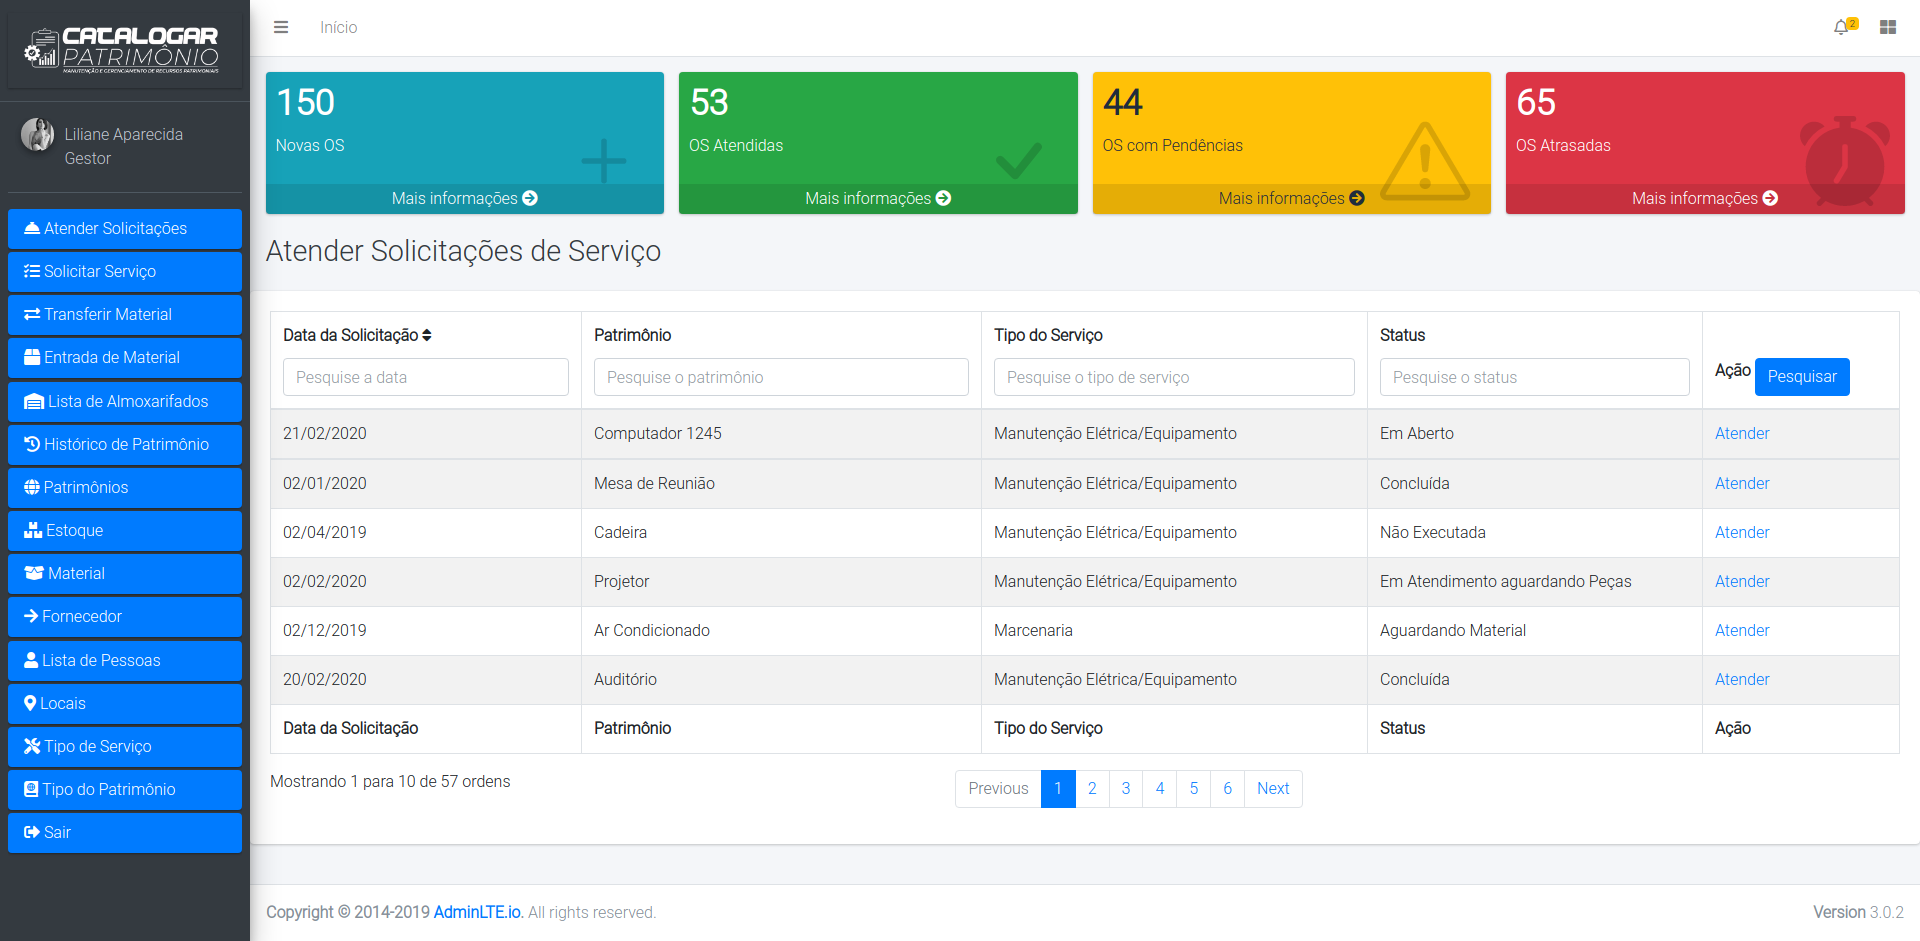 CATALOGAR
PATRIMÔNIO
MANUTENÇÃO E GERENCIAMENTO DE RECURSOS PATRIMONIAIS
Liliane Aparecida
Gestor
Atender Solicitações
Solicitar Serviço
Transferir Material
Entrada de Material
Lista de Almoxarifados
Histórico de Patrimônio
Patrimônios
Estoque
Material
Fornecedor
Lista de Pessoas
Locais
Tipo de Serviço
Tipo do Patrimônio
Sair
Início
2
150
Novas OS
Mais informações
53
OS Atendidas
Mais informações
44
OS com Pendências
Mais informações
65
OS Atrasadas
Mais informações
Atender Solicitações de Serviço
Data da Solicitação Patrimônio Tipo do Serviço Status
Pesquise a data Pesquise o patrimônio Pesquise o tipo de serviço Pesquise o status Ação Pesquisar
21/02/2020 Computador 1245 Manutenção Elétrica/Equipamento Em Aberto Atender
02/01/2020 Mesa de Reunião Manutenção Elétrica/Equipamento Concluída Atender
02/04/2019 Cadeira Manutenção Elétrica/Equipamento Não Executada Atender
02/02/2020 Projetor Manutenção Elétrica/Equipamento Em Atendimento aguardando Peças Atender
02/12/2019 Ar Condicionado Marcenaria Aguardando Material Atender
20/02/2020 Auditório Manutenção Elétrica/Equipamento Concluída Atender
Data da Solicitação Patrimônio Tipo do Serviço Status Ação
Mostrando 1 para 10 de 57 ordens
Previous 1 2 3 4 5 6 Next
Copyright © 2014-2019 AdminLTE.io. All rights reserved.
Version 3.0.2